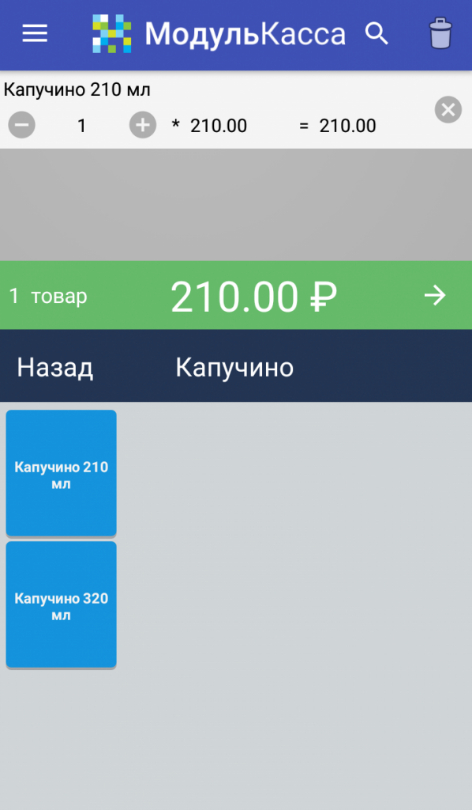 МодульКасса
Капучино 210 мл
1 * 210.00 = 210.00
1 товар 210.00 ₽
Назад Капучино
Капучино 210
мл
Капучино 320
мл